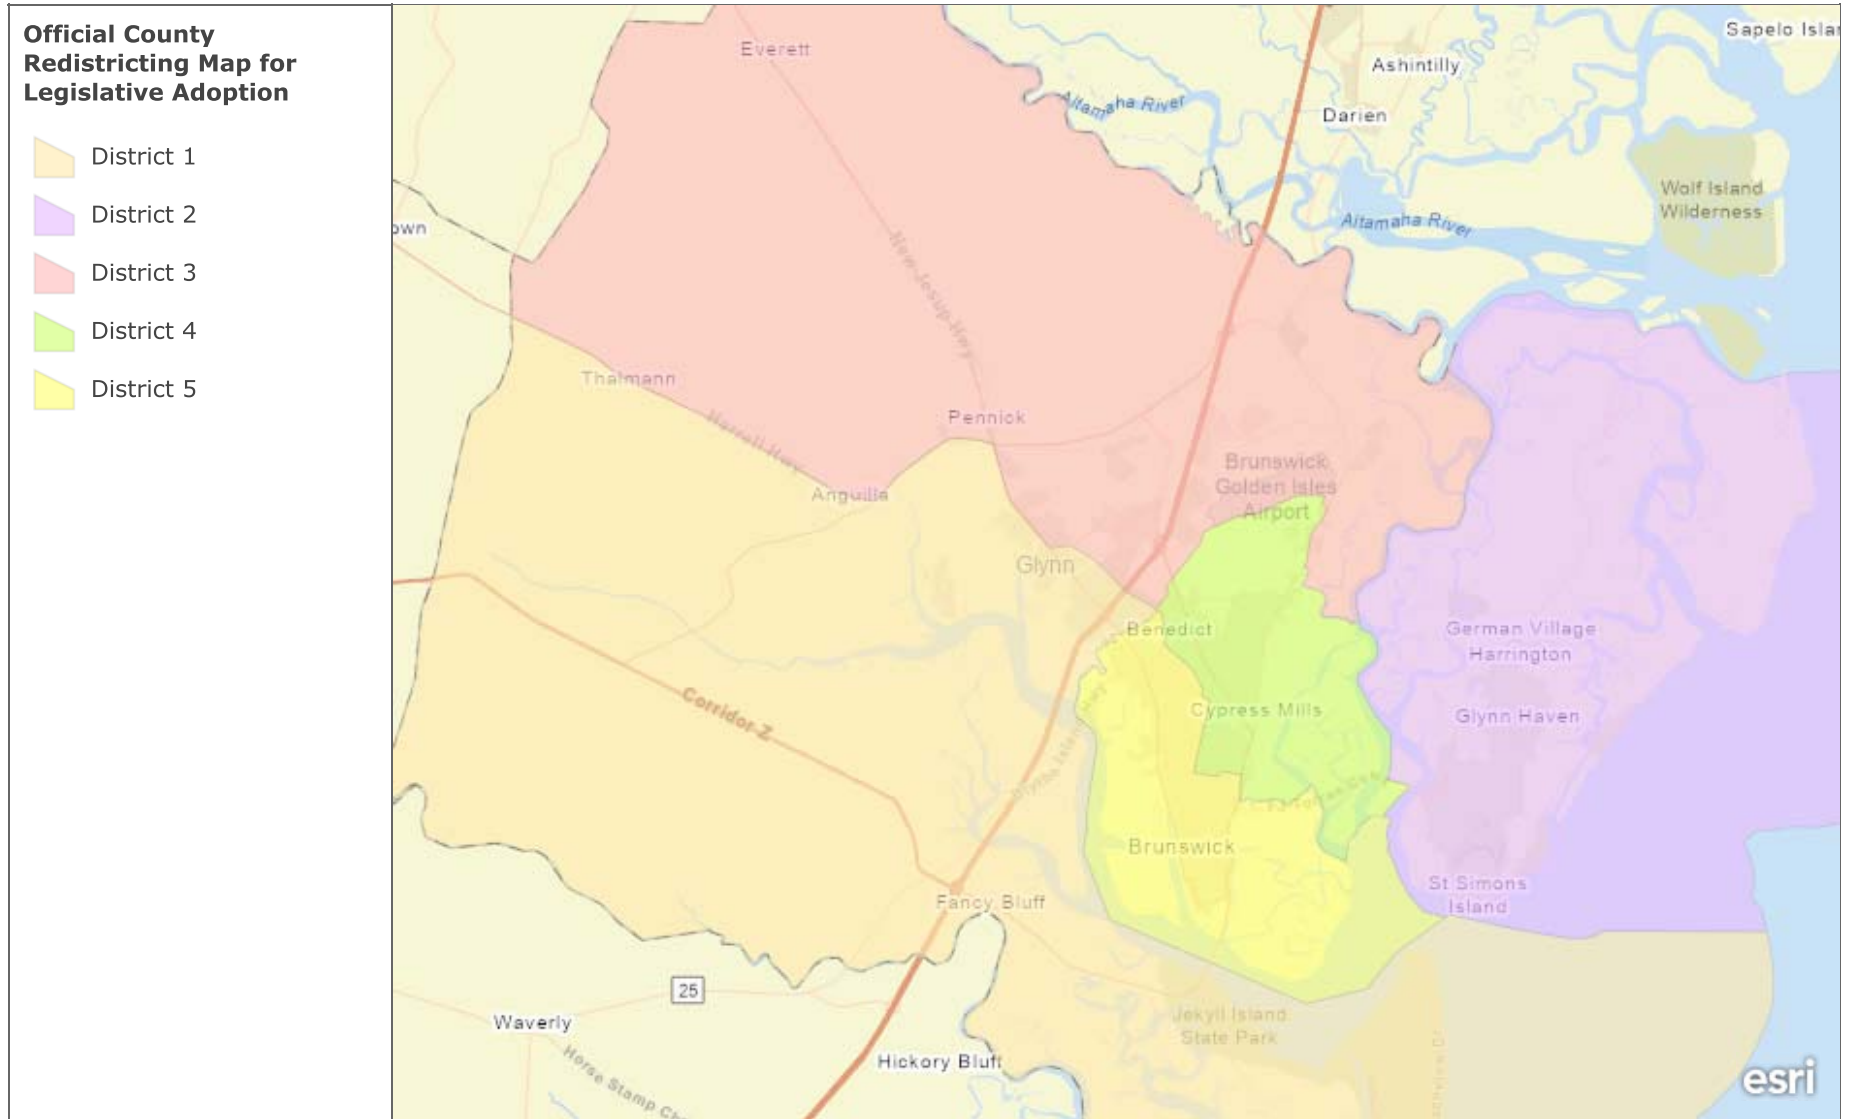 Official County
Redistricting Map for
Legislative Adoption
District 1
District 2
District 3
District 4
District 5
Everett
Sapelo Islar
Ashintilly
Altamaha River
Darien
Wolf Island
Wilderness
own
Altamaha River
New Jesup Hwy
Thalmann
Harrell Hwy
Pennick
Brunswick
Golden Isles
Airport
Anguilla
Glynn
Benedict
German Village
Harrington
Corridor Z
Cypress Mills
Glynn Haven
Hwy
Brunswick
St Simons
Island
Fancy Bluff
25
Jekyll Island
State Park
Waverly
Hickory Bluff
Horse Stamp Ch
esri